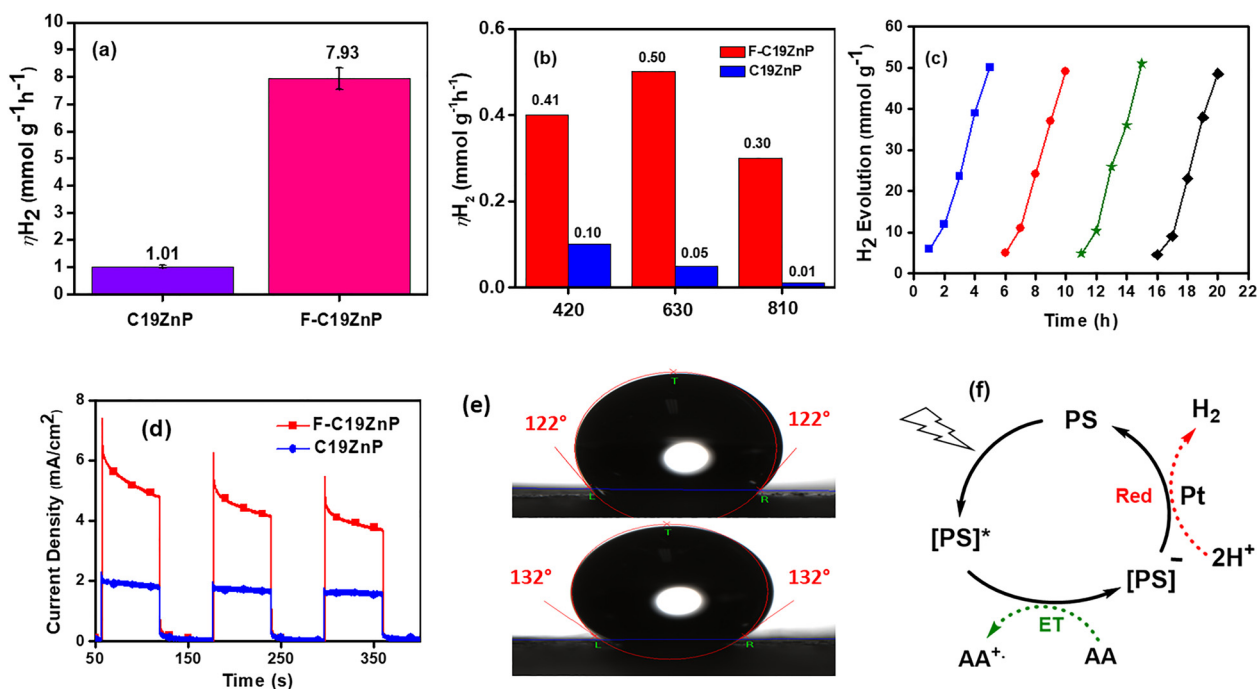 (a)
ηH2 (mmol g-1h-1)
10
9
8
7
6
5
4
3
2
1
0
1.01
7.93
C19ZnP
F-C19ZnP
(b)
ηH2 (mmol g-1h-1)
0.6
0.4
0.2
0.0
F-C19ZnP
C19ZnP
0.41
0.10
0.50
0.05
0.30
0.01
420
630
810
(c)
H2 Evolution (mmol g-1)
60
50
40
30
20
10
0
0 2 4 6 8 10 12 14 16 18 20 22
Time (h)
(d)
Current Density (mA/cm2)
8
6
4
2
0
F-C19ZnP
C19ZnP
50 150 250 350
Time (s)
(e)
T
122° 122°
L R
T
132° 132°
L R
(f)
PS
H2
Red Pt
[PS]*
[PS]-
2H+
ET
AA+.
AA